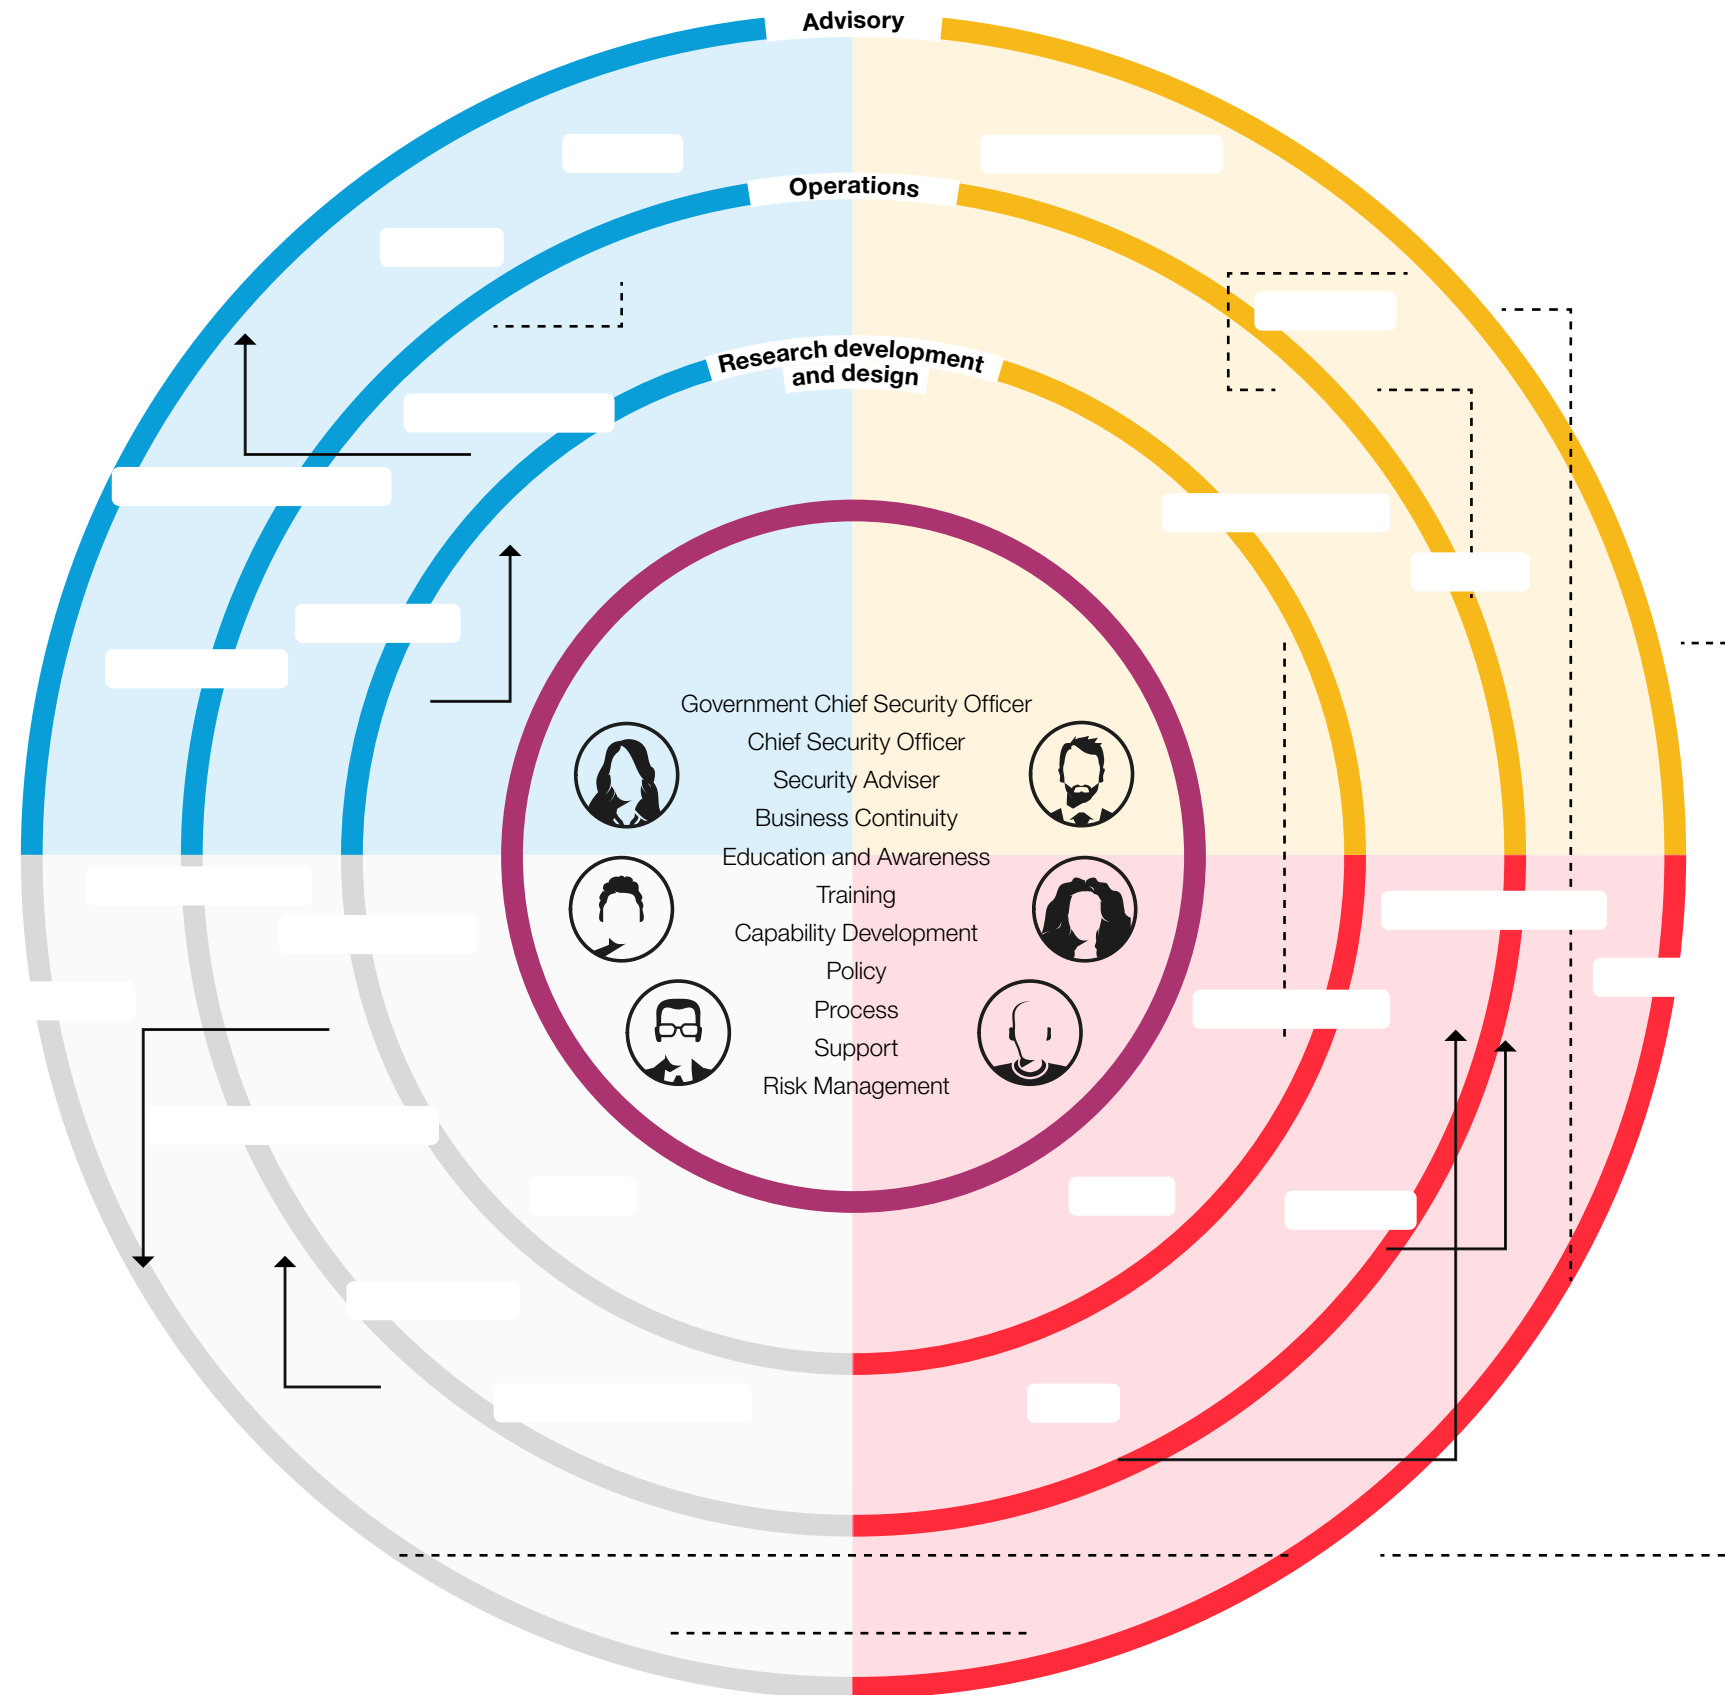 Advisory
Operations
Research development
and design
Government Chief Security Officer
Chief Security Officer
Security Adviser
Business Continuity
Education and Awareness
Training
Capability Development
Policy
Process
Support
Risk Management